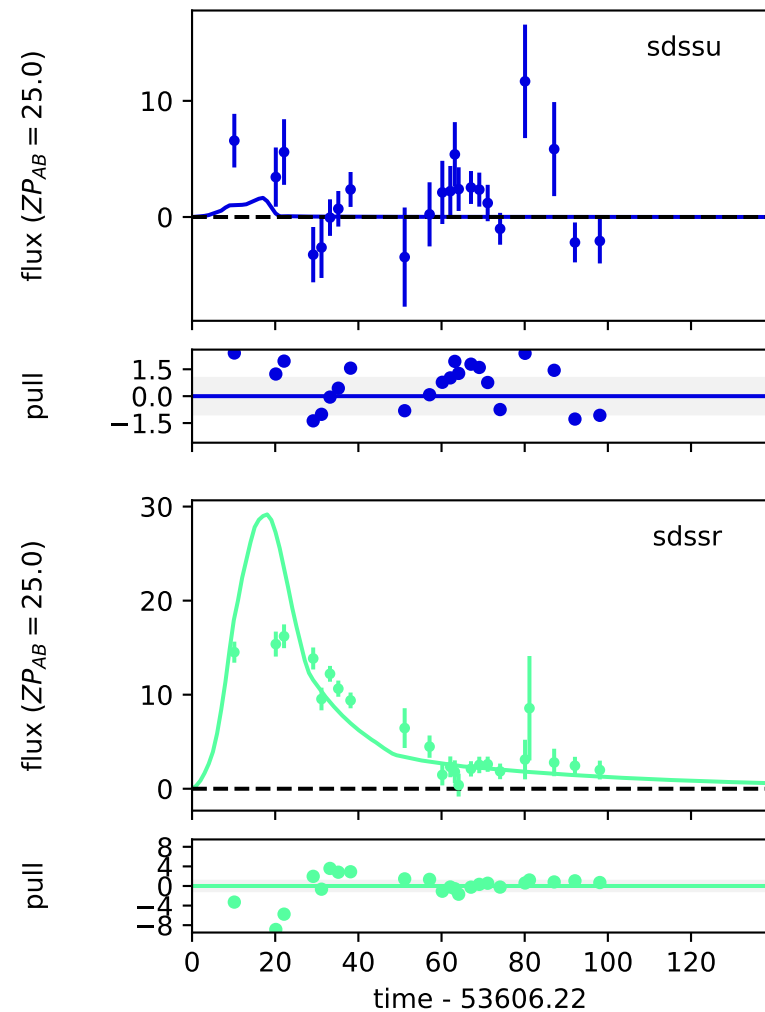 sdssu
flux (ZP_AB = 25.0)
10
0
pull
1.5
0.0
−1.5
sdssr
flux (ZP_AB = 25.0)
30
20
10
0
pull
8
4
0
−4
−8
0 20 40 60 80 100 120
time - 53606.22